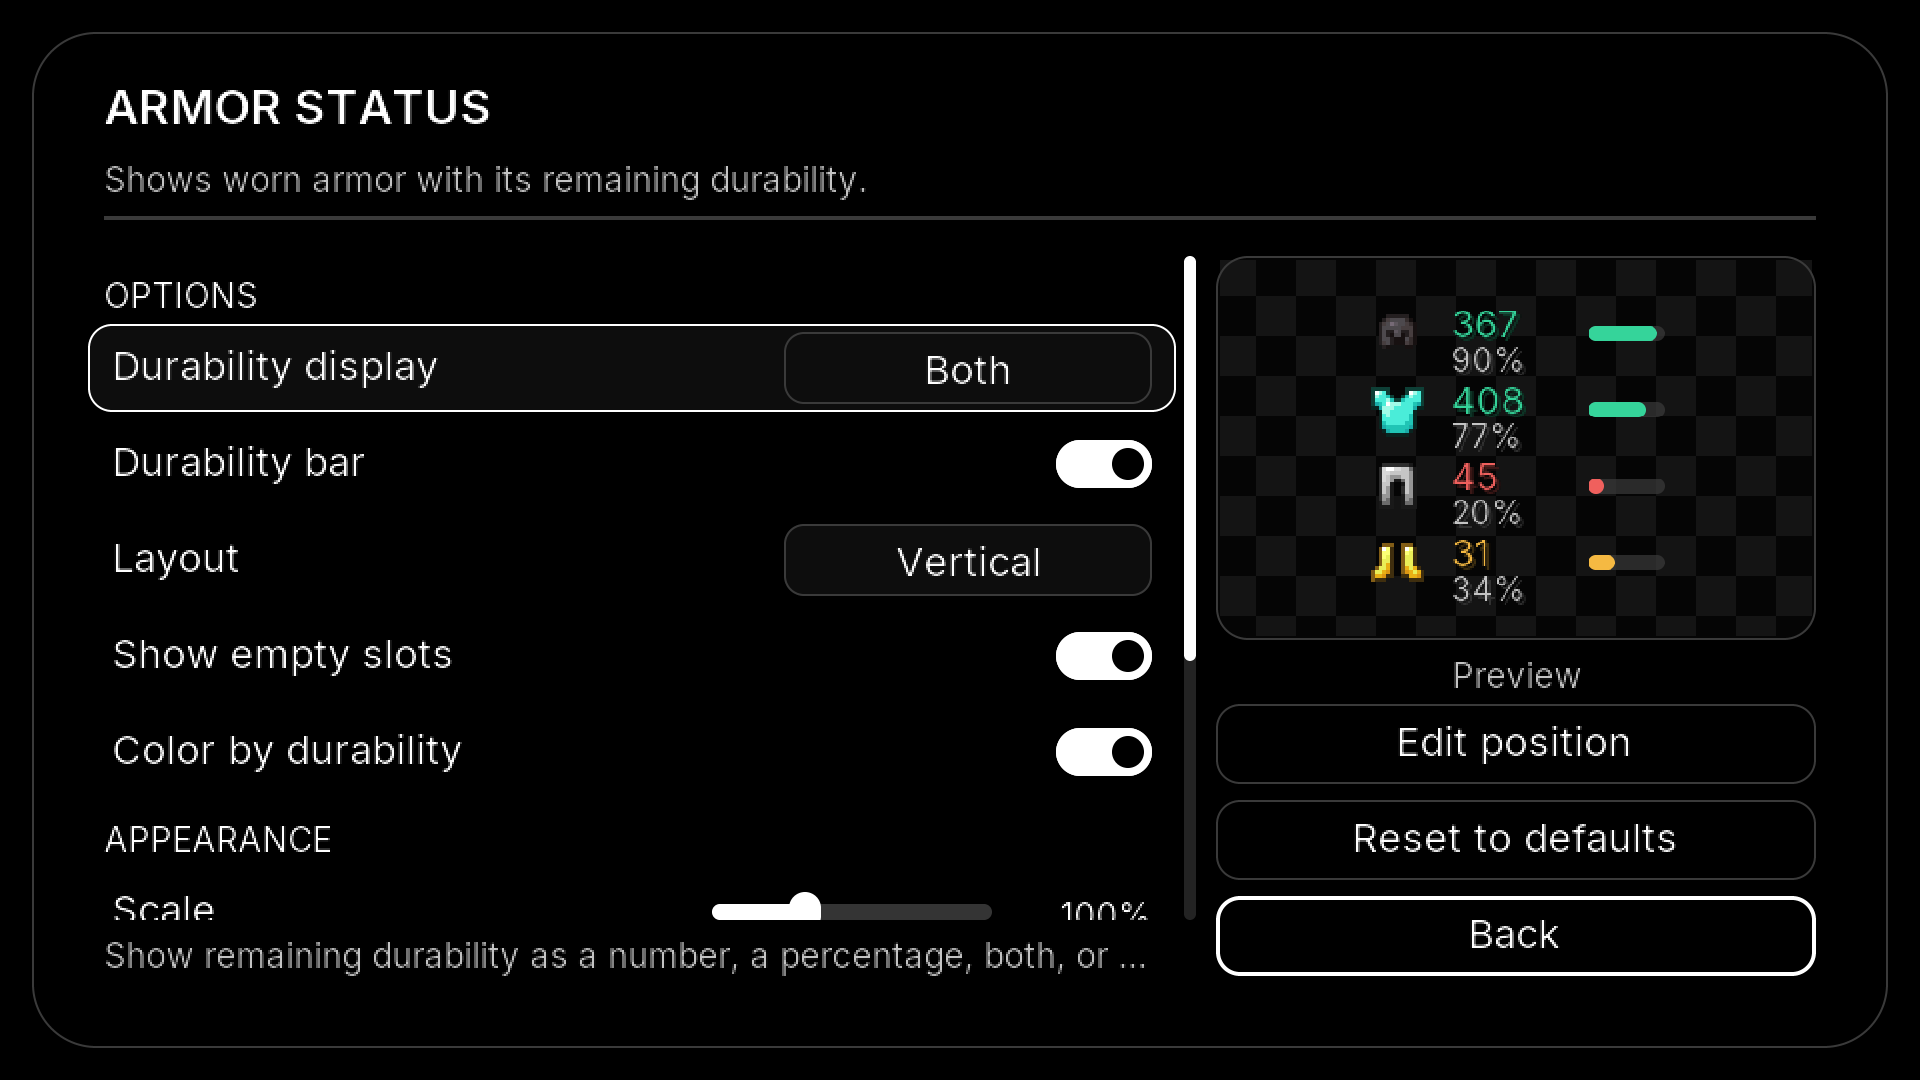 ARMOR STATUS
Shows worn armor with its remaining durability.
OPTIONS
Durability display
Both
Durability bar
Layout
Vertical
Show empty slots
Color by durability
APPEARANCE
Scale
100%
Show remaining durability as a number, a percentage, both, or ...
367
90%
408
77%
45
20%
31
34%
Preview
Edit position
Reset to defaults
Back